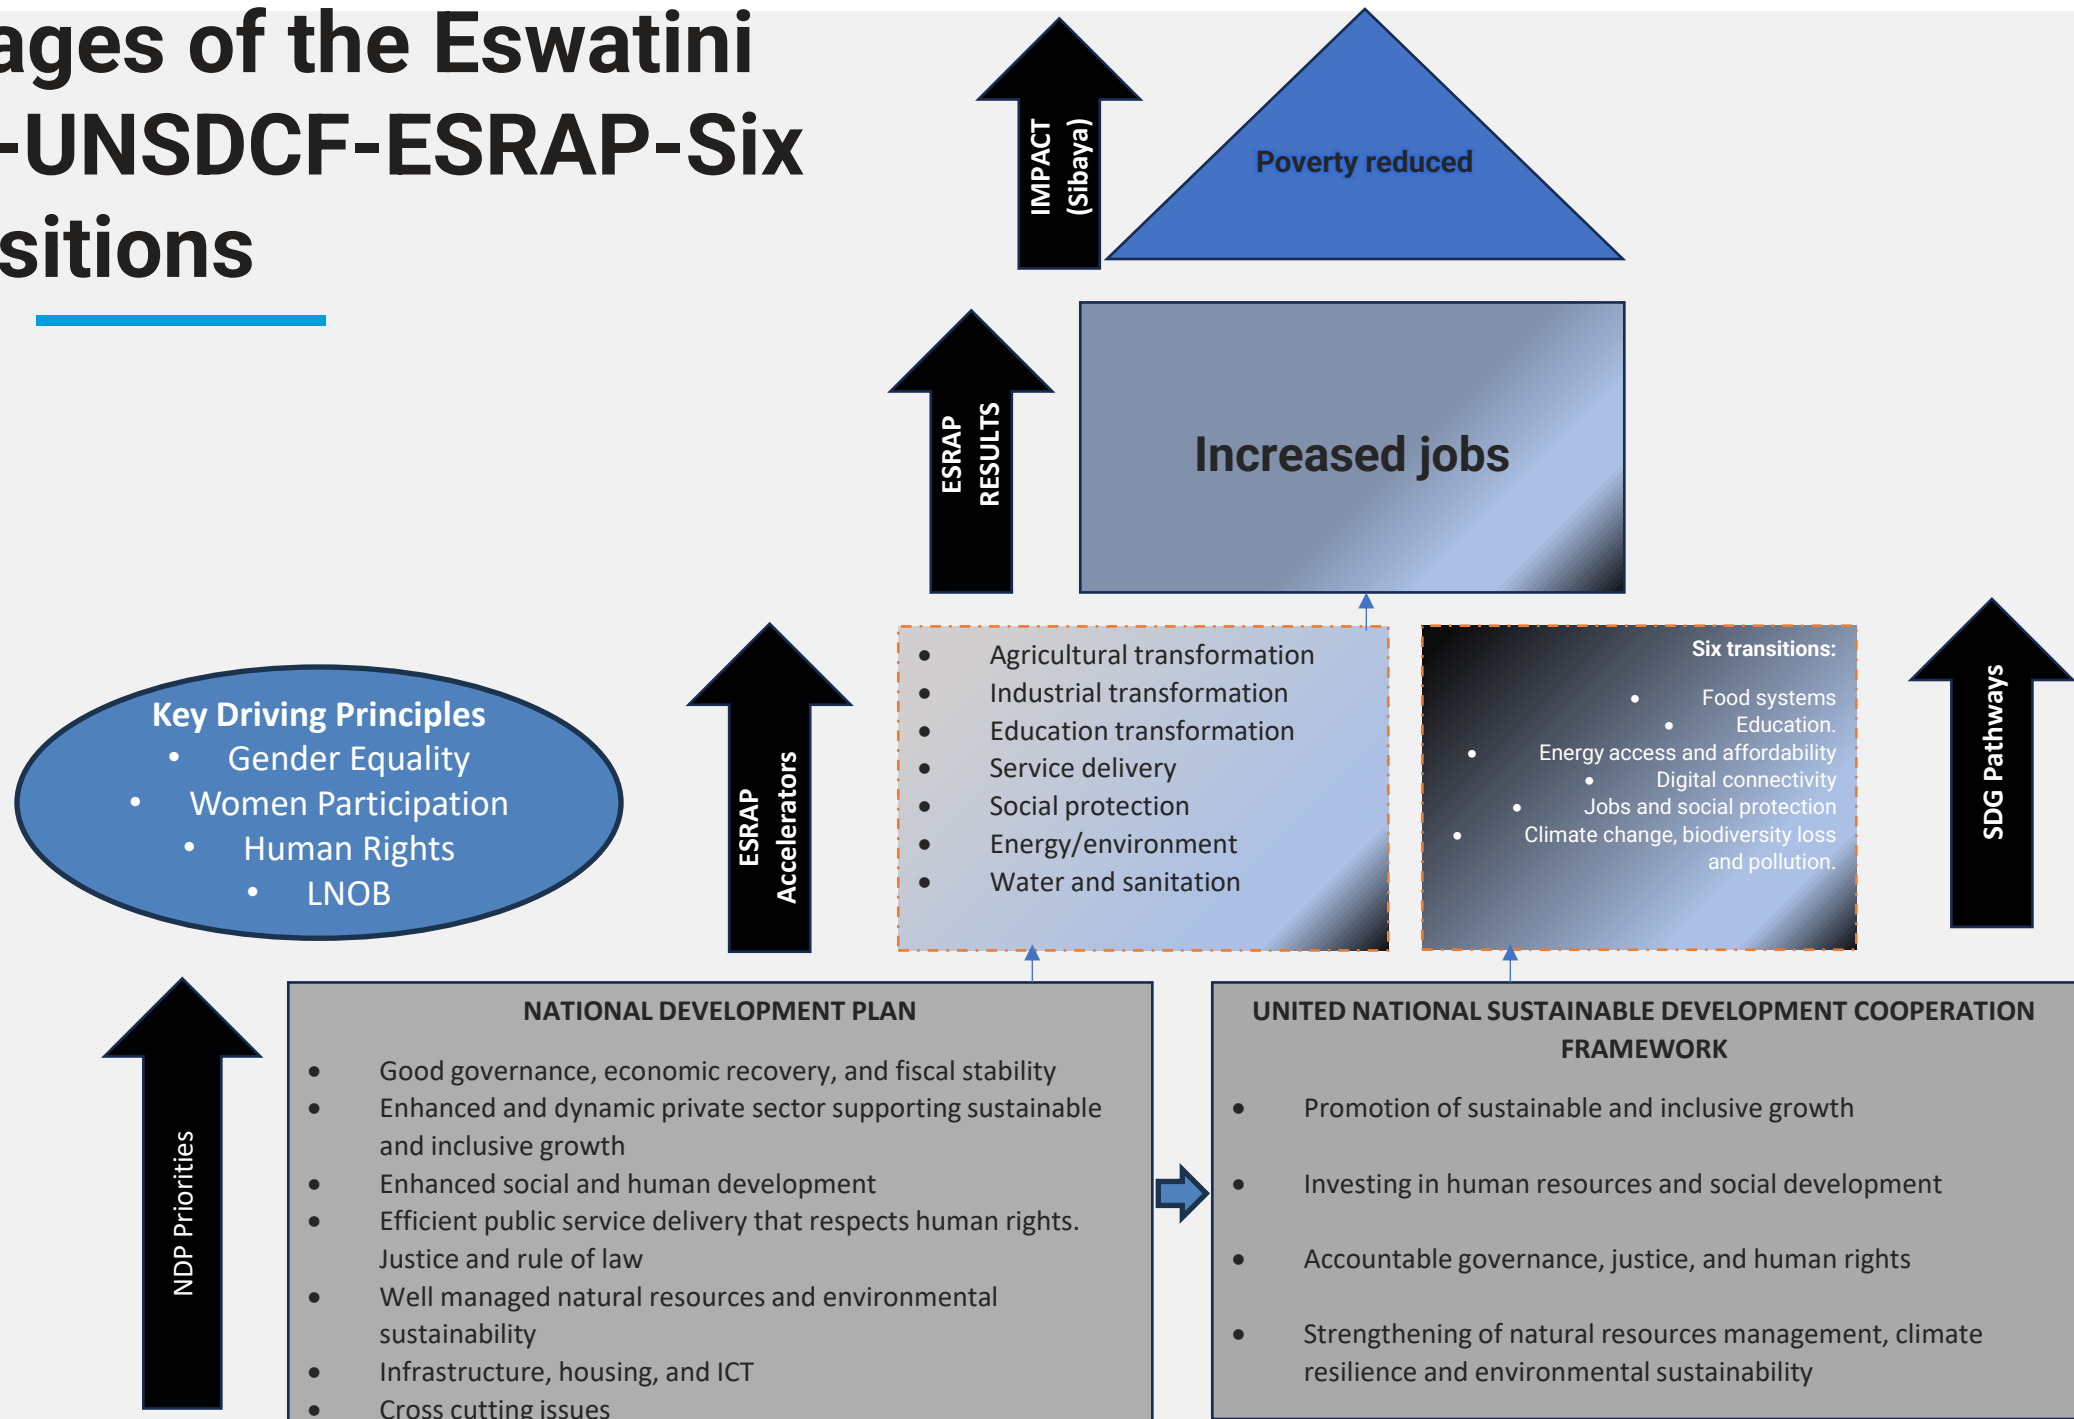 ages of the Eswatini
-UNSDCF-ESRAP-Six
sitions
IMPACT
(Sibaya)
Poverty reduced
ESRAP
RESULTS
Increased jobs
Key Driving Principles
• Gender Equality
• Women Participation
• Human Rights
• LNOB
ESRAP
Accelerators
• Agricultural transformation
• Industrial transformation
• Education transformation
• Service delivery
• Social protection
• Energy/environment
• Water and sanitation
Six transitions:
• Food systems
• Education.
• Energy access and affordability
• Digital connectivity
• Jobs and social protection
• Climate change, biodiversity loss
and pollution.
SDG Pathways
NDP Priorities
NATIONAL DEVELOPMENT PLAN
• Good governance, economic recovery, and fiscal stability
• Enhanced and dynamic private sector supporting sustainable
and inclusive growth
• Enhanced social and human development
• Efficient public service delivery that respects human rights.
Justice and rule of law
• Well managed natural resources and environmental
sustainability
• Infrastructure, housing, and ICT
• Cross cutting issues
UNITED NATIONAL SUSTAINABLE DEVELOPMENT COOPERATION
FRAMEWORK
• Promotion of sustainable and inclusive growth
• Investing in human resources and social development
• Accountable governance, justice, and human rights
• Strengthening of natural resources management, climate
resilience and environmental sustainability